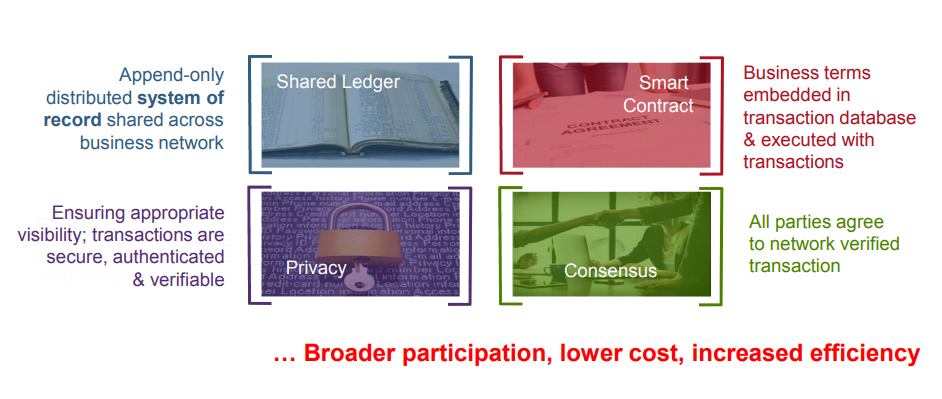 Append-only
distributed system of
record shared across
business network
Shared Ledger
Smart
Contract
CONTRACT
AGREEMENT
Business terms
embedded in
transaction database
& executed with
transactions
Ensuring appropriate
visibility; transactions are
secure, authenticated
& verifiable
Privacy
Consensus
All parties agree
to network verified
transaction
… Broader participation, lower cost, increased efficiency